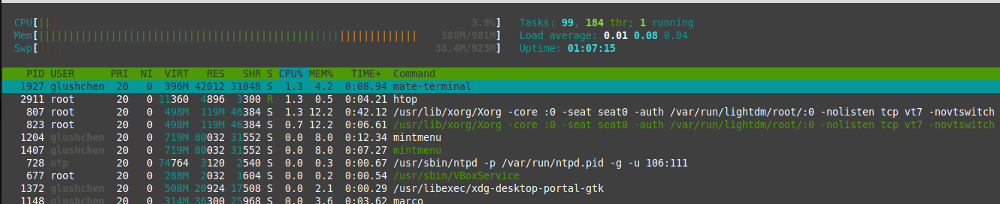 CPU[|||| 3.9%] Tasks: 99, 184 thr; 1 running
Mem[||||||||||||||||||||||||||||||||||||||||||||||||||||||||||||||| 588M/981M] Load average: 0.01 0.08 0.04
Swp[|||| 38.4M/923M] Uptime: 01:07:15
PID USER PRI NI VIRT RES SHR S CPU% MEM% TIME+ Command
1927 glushchen 20 0 396M 42012 31848 S 1.3 4.2 0:08.94 mate-terminal
2911 root 20 0 11360 4896 3300 R 1.3 0.5 0:04.21 htop
807 root 20 0 498M 119M 46384 S 1.3 12.2 0:42.12 /usr/lib/xorg/Xorg -core :0 -seat seat0 -auth /var/run/lightdm/root/:0 -nolisten tcp vt7 -novtswitch
823 root 20 0 498M 119M 46384 S 0.7 12.2 0:06.61 /usr/lib/xorg/Xorg -core :0 -seat seat0 -auth /var/run/lightdm/root/:0 -nolisten tcp vt7 -novtswitch
1204 glushchen 20 0 719M 80032 31552 S 0.0 8.0 0:12.34 mintmenu
1407 glushchen 20 0 719M 80032 31552 S 0.0 8.0 0:07.27 mintmenu
728 ntp 20 0 74764 3120 2540 S 0.0 0.3 0:00.67 /usr/sbin/ntpd -p /var/run/ntpd.pid -g -u 106:111
677 root 20 0 288M 2032 1604 S 0.0 0.2 0:00.54 /usr/sbin/VBoxService
1372 glushchen 20 0 508M 20924 17508 S 0.0 2.1 0:00.29 /usr/libexec/xdg-desktop-portal-gtk
1148 glushchen 20 0 314M 36300 25968 S 0.0 3.6 0:03.62 marco